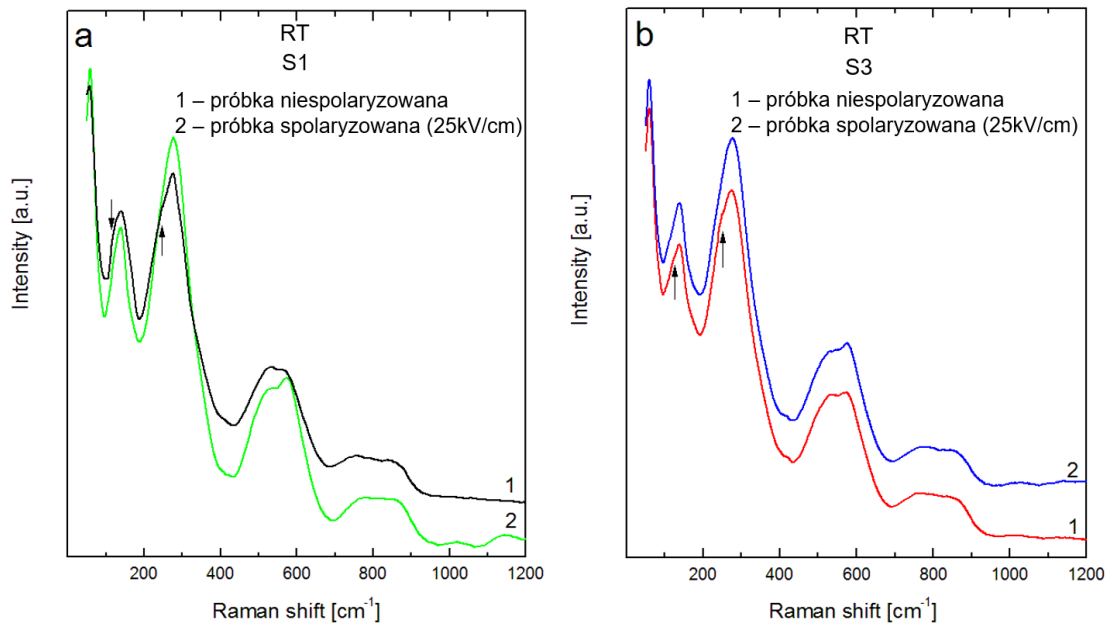 a
RT
S1
1 – próbka niespolaryzowana
2 – próbka spolaryzowana (25kV/cm)
Intensity [a.u.]
1
2
200 400 600 800 1000 1200
Raman shift [cm-1]
b
RT
S3
1 – próbka niespolaryzowana
2 – próbka spolaryzowana (25kV/cm)
Intensity [a.u.]
2
1
200 400 600 800 1000 1200
Raman shift [cm-1]